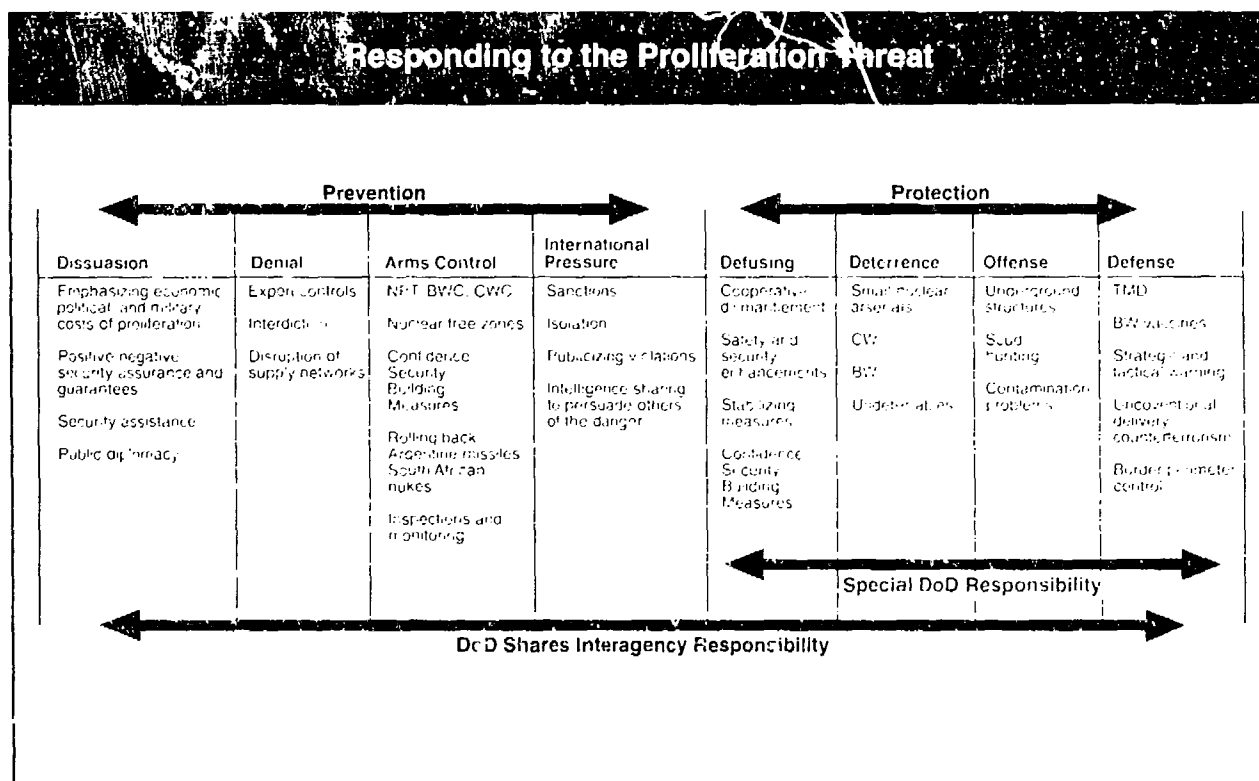 Responding to the Proliferation Threat
Prevention
Protection
Dissuasion
Emphasizing economic
political and military
costs of proliferation
Positive negative
security assurance and
guarantees
Security assistance
Public diplomacy
Denial
Export controls
Interdiction
Disruption of
supply networks
Arms Control
NPT, BWC, CWC
Nuclear free zones
Confidence
Security
Building
Measures
Rolling back
Argentine missiles
South African
nukes
Inspections and
monitoring
International
Pressure
Sanctions
Isolation
Publicizing violations
Intelligence sharing
to persuade others
of the danger
Defusing
Cooperative
dismantlement
Safety and
security
enhancements
Stabilizing
measures
Confidence
Security
Building
Measures
Deterrence
Small nuclear
arsenals
CW
BW
Undeterrables
Offense
Underground
structures
Scud
hunting
Contamination
problems
Defense
TMD
BW vaccines
Strategic and
tactical warning
Uncoventional
delivery
counterterrorism
Border perimeter
control
Special DoD Responsibility
DoD Shares Interagency Responsibility